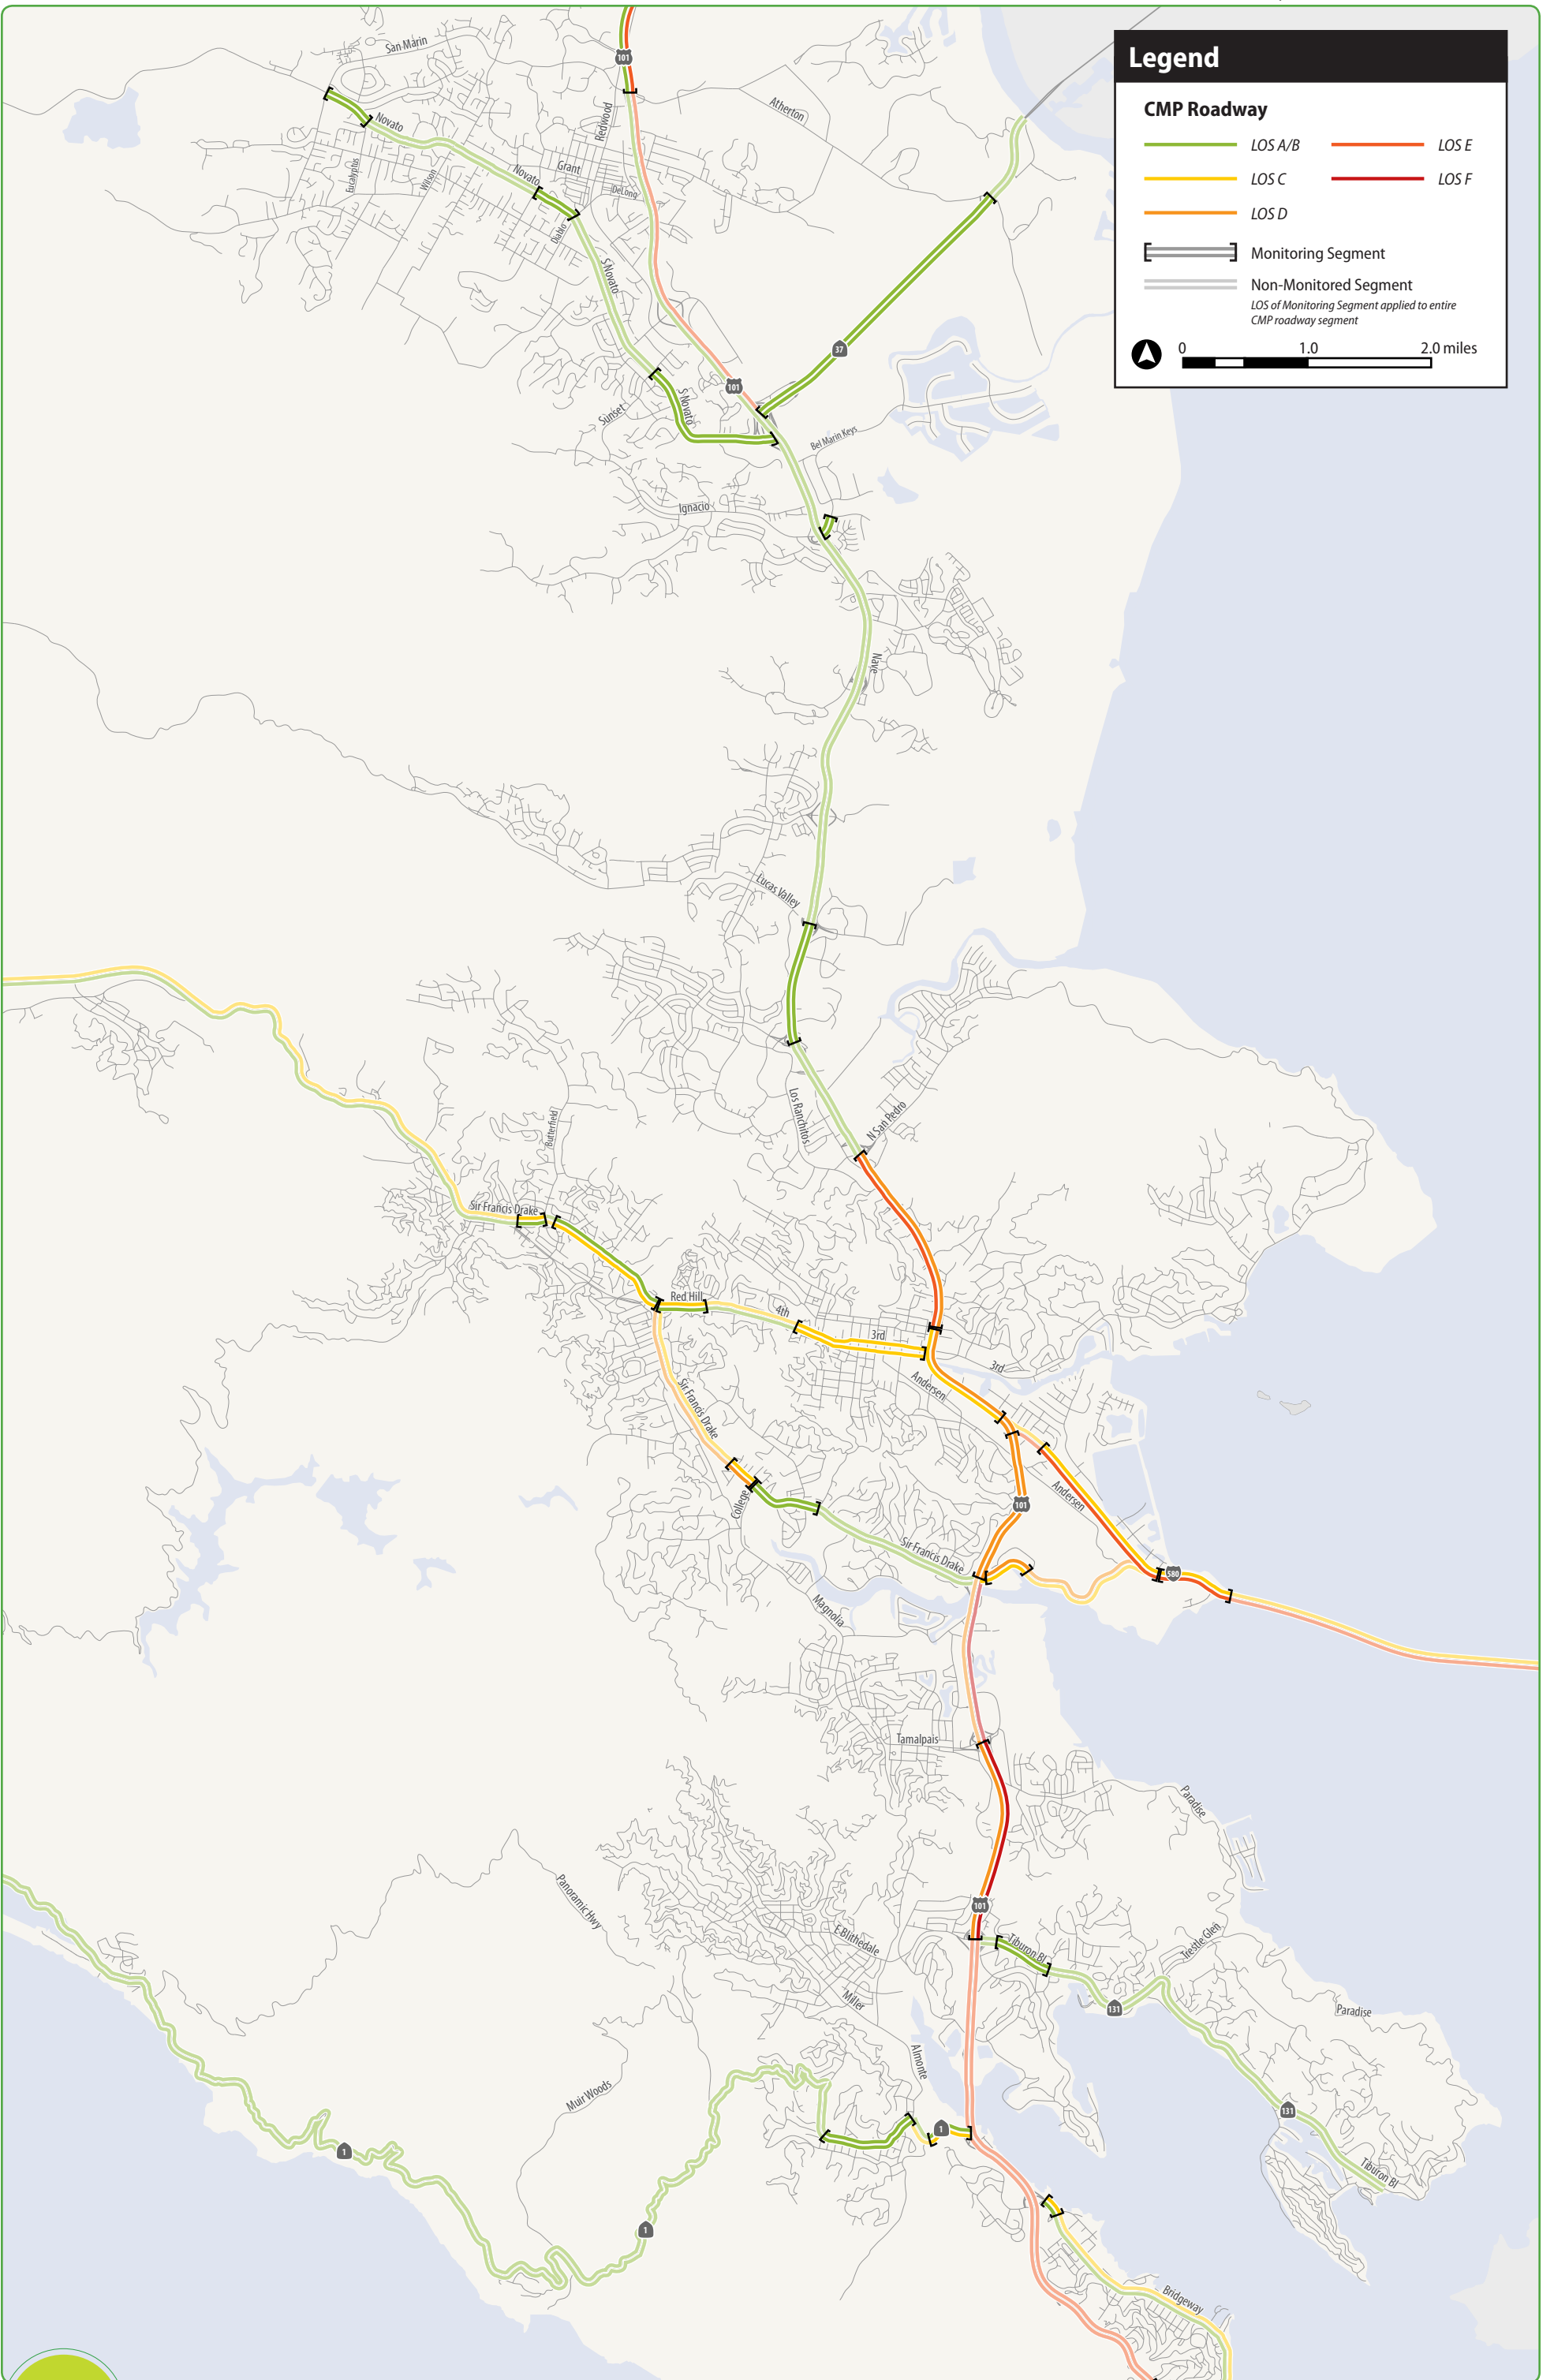 Legend
CMP Roadway
LOS A/B
LOS E
LOS C
LOS F
LOS D
Monitoring Segment
Non-Monitored Segment
LOS of Monitoring Segment applied to entire
CMP roadway segment
0 1.0 2.0 miles
San Marin
101
Redwood
Atherton
Novato
Eucalyptus
Wilson
Novato
Grant
DeLong
Diablo
S Novato
37
101
S Novato
Sunset
Bel Marin Keys
Ignacio
Nave
Lucas Valley
Los Ranchitos
N San Pedro
Butterfield
Sir Francis Drake
Red Hill
4th
3rd
3rd
Andersen
Sir Francis Drake
College
101
Andersen
Sir Francis Drake
580
Magnolia
Tamalpais
Paradise
Panoramic Hwy
101
E Blithedale
Tiburon Bl
Trestle Glen
Miller
131
Paradise
Almonte
Muir Woods
1
1
131
Tiburon Bl
1
Bridgeway